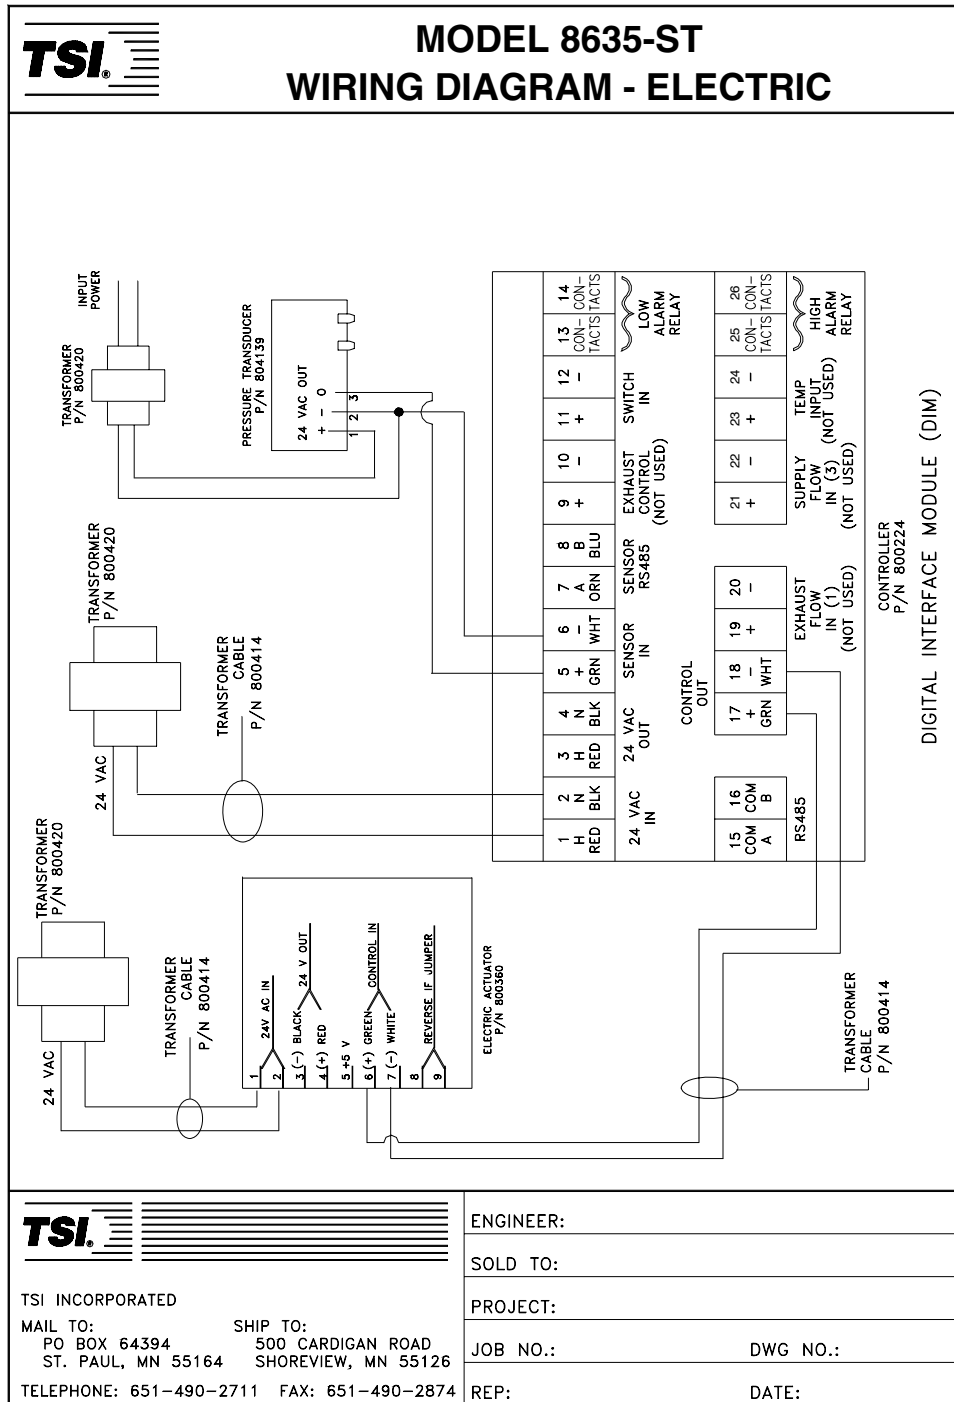 TSI®
MODEL 8635-ST
WIRING DIAGRAM - ELECTRIC
INPUT
POWER
TRANSFORMER
P/N 800420
PRESSURE TRANSDUCER
P/N 804139
24 VAC OUT
+ - O
1 2 3
TRANSFORMER
P/N 800420
24 VAC
TRANSFORMER
CABLE
P/N 800414
TRANSFORMER
P/N 800420
24 VAC
TRANSFORMER
CABLE
P/N 800414
1
2
24V AC IN
3 (-) BLACK
4 (+) RED
24 V OUT
5 +5 V
6 (+) GREEN
7 (-) WHITE
CONTROL IN
8
9
REVERSE IF JUMPER
ELECTRIC ACTUATOR
P/N 800360
1 H RED
2 N BLK
24 VAC
IN
3 H RED
4 N BLK
24 VAC
OUT
5 + GRN
6 - WHT
SENSOR
IN
7 A ORN
8 B BLU
SENSOR
RS485
9 +
10 -
EXHAUST
CONTROL
(NOT USED)
11 +
12 -
SWITCH
IN
13 CON-TACTS
14 CON-TACTS
LOW
ALARM
RELAY
15 COM A
16 COM B
RS485
CONTROL
OUT
17 + GRN
18 - WHT
19 +
20 -
EXHAUST
FLOW
IN (1)
(NOT USED)
21 +
22 -
SUPPLY
FLOW
IN (3)
(NOT USED)
23 +
24 -
TEMP
INPUT
(NOT USED)
25 CON-TACTS
26 CON-TACTS
HIGH
ALARM
RELAY
CONTROLLER
P/N 800224
DIGITAL INTERFACE MODULE (DIM)
TRANSFORMER
CABLE
P/N 800414
TSI®
TSI INCORPORATED
MAIL TO:
PO BOX 64394
ST. PAUL, MN 55164
SHIP TO:
500 CARDIGAN ROAD
SHOREVIEW, MN 55126
TELEPHONE: 651-490-2711 FAX: 651-490-2874
ENGINEER:
SOLD TO:
PROJECT:
JOB NO.: DWG NO.:
REP: DATE: